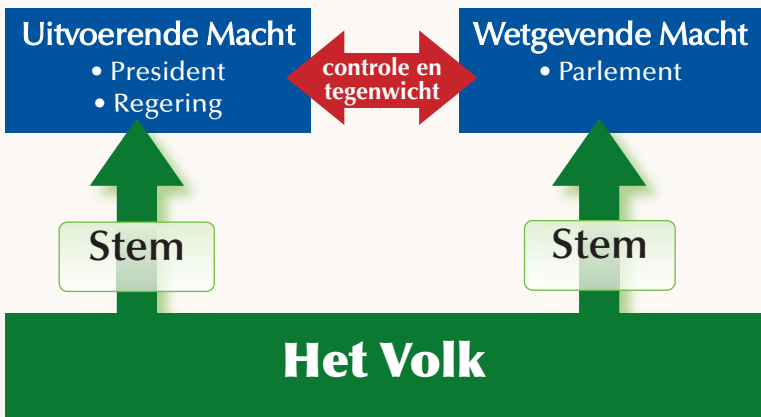 Uitvoerende Macht
• President
• Regering
controle en
tegenwicht
Wetgevende Macht
• Parlement
Stem
Stem
Het Volk